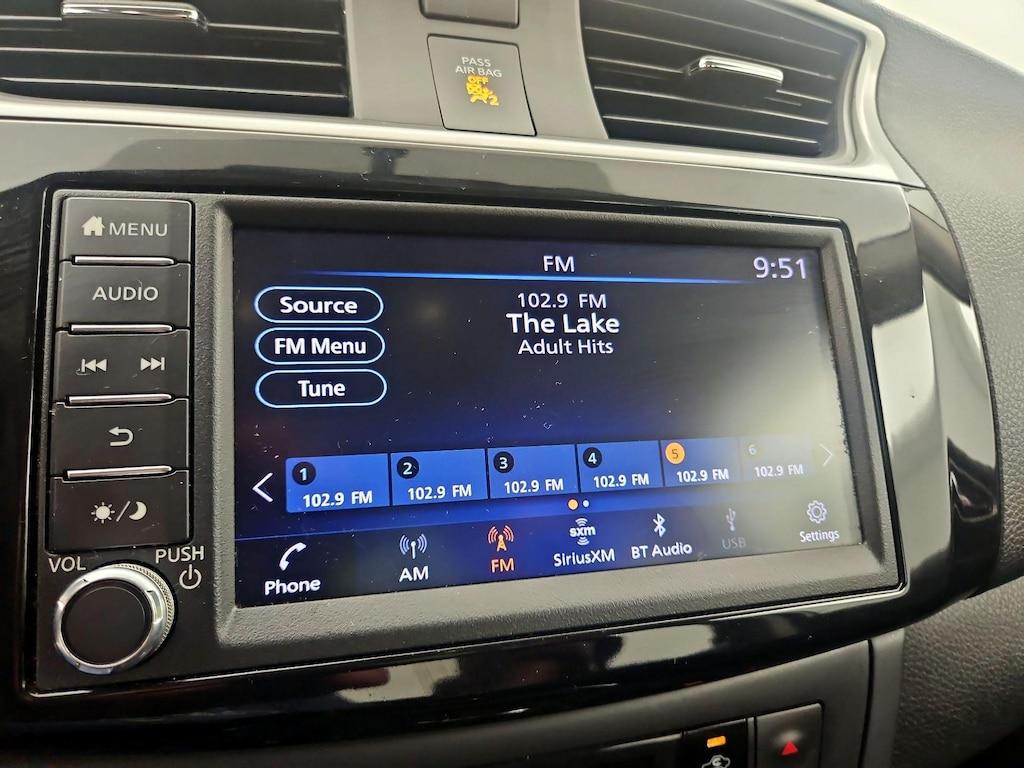 PASS
AIR BAG
OFF
2
MENU
AUDIO
VOL
PUSH
FM
9:51
Source
FM Menu
Tune
102.9 FM
The Lake
Adult Hits
1
102.9 FM
2
102.9 FM
3
102.9 FM
4
102.9 FM
5
102.9 FM
6
102.9 FM
Phone
AM
FM
sxm
SiriusXM
BT Audio
USB
Settings